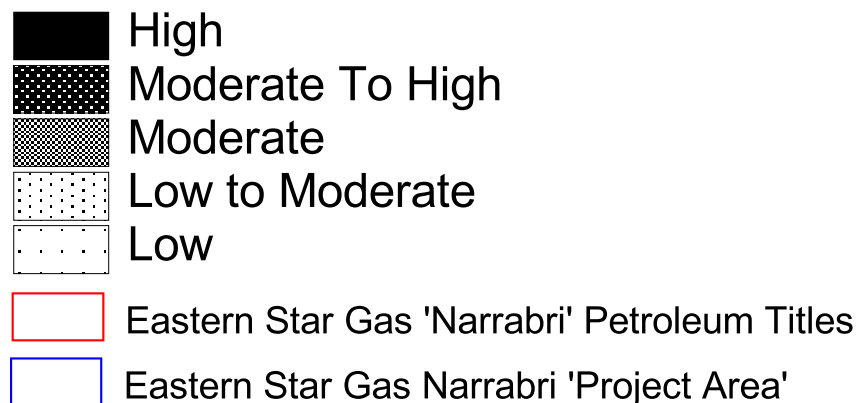 High
Moderate To High
Moderate
Low to Moderate
Low
Eastern Star Gas 'Narrabri' Petroleum Titles
Eastern Star Gas Narrabri 'Project Area'